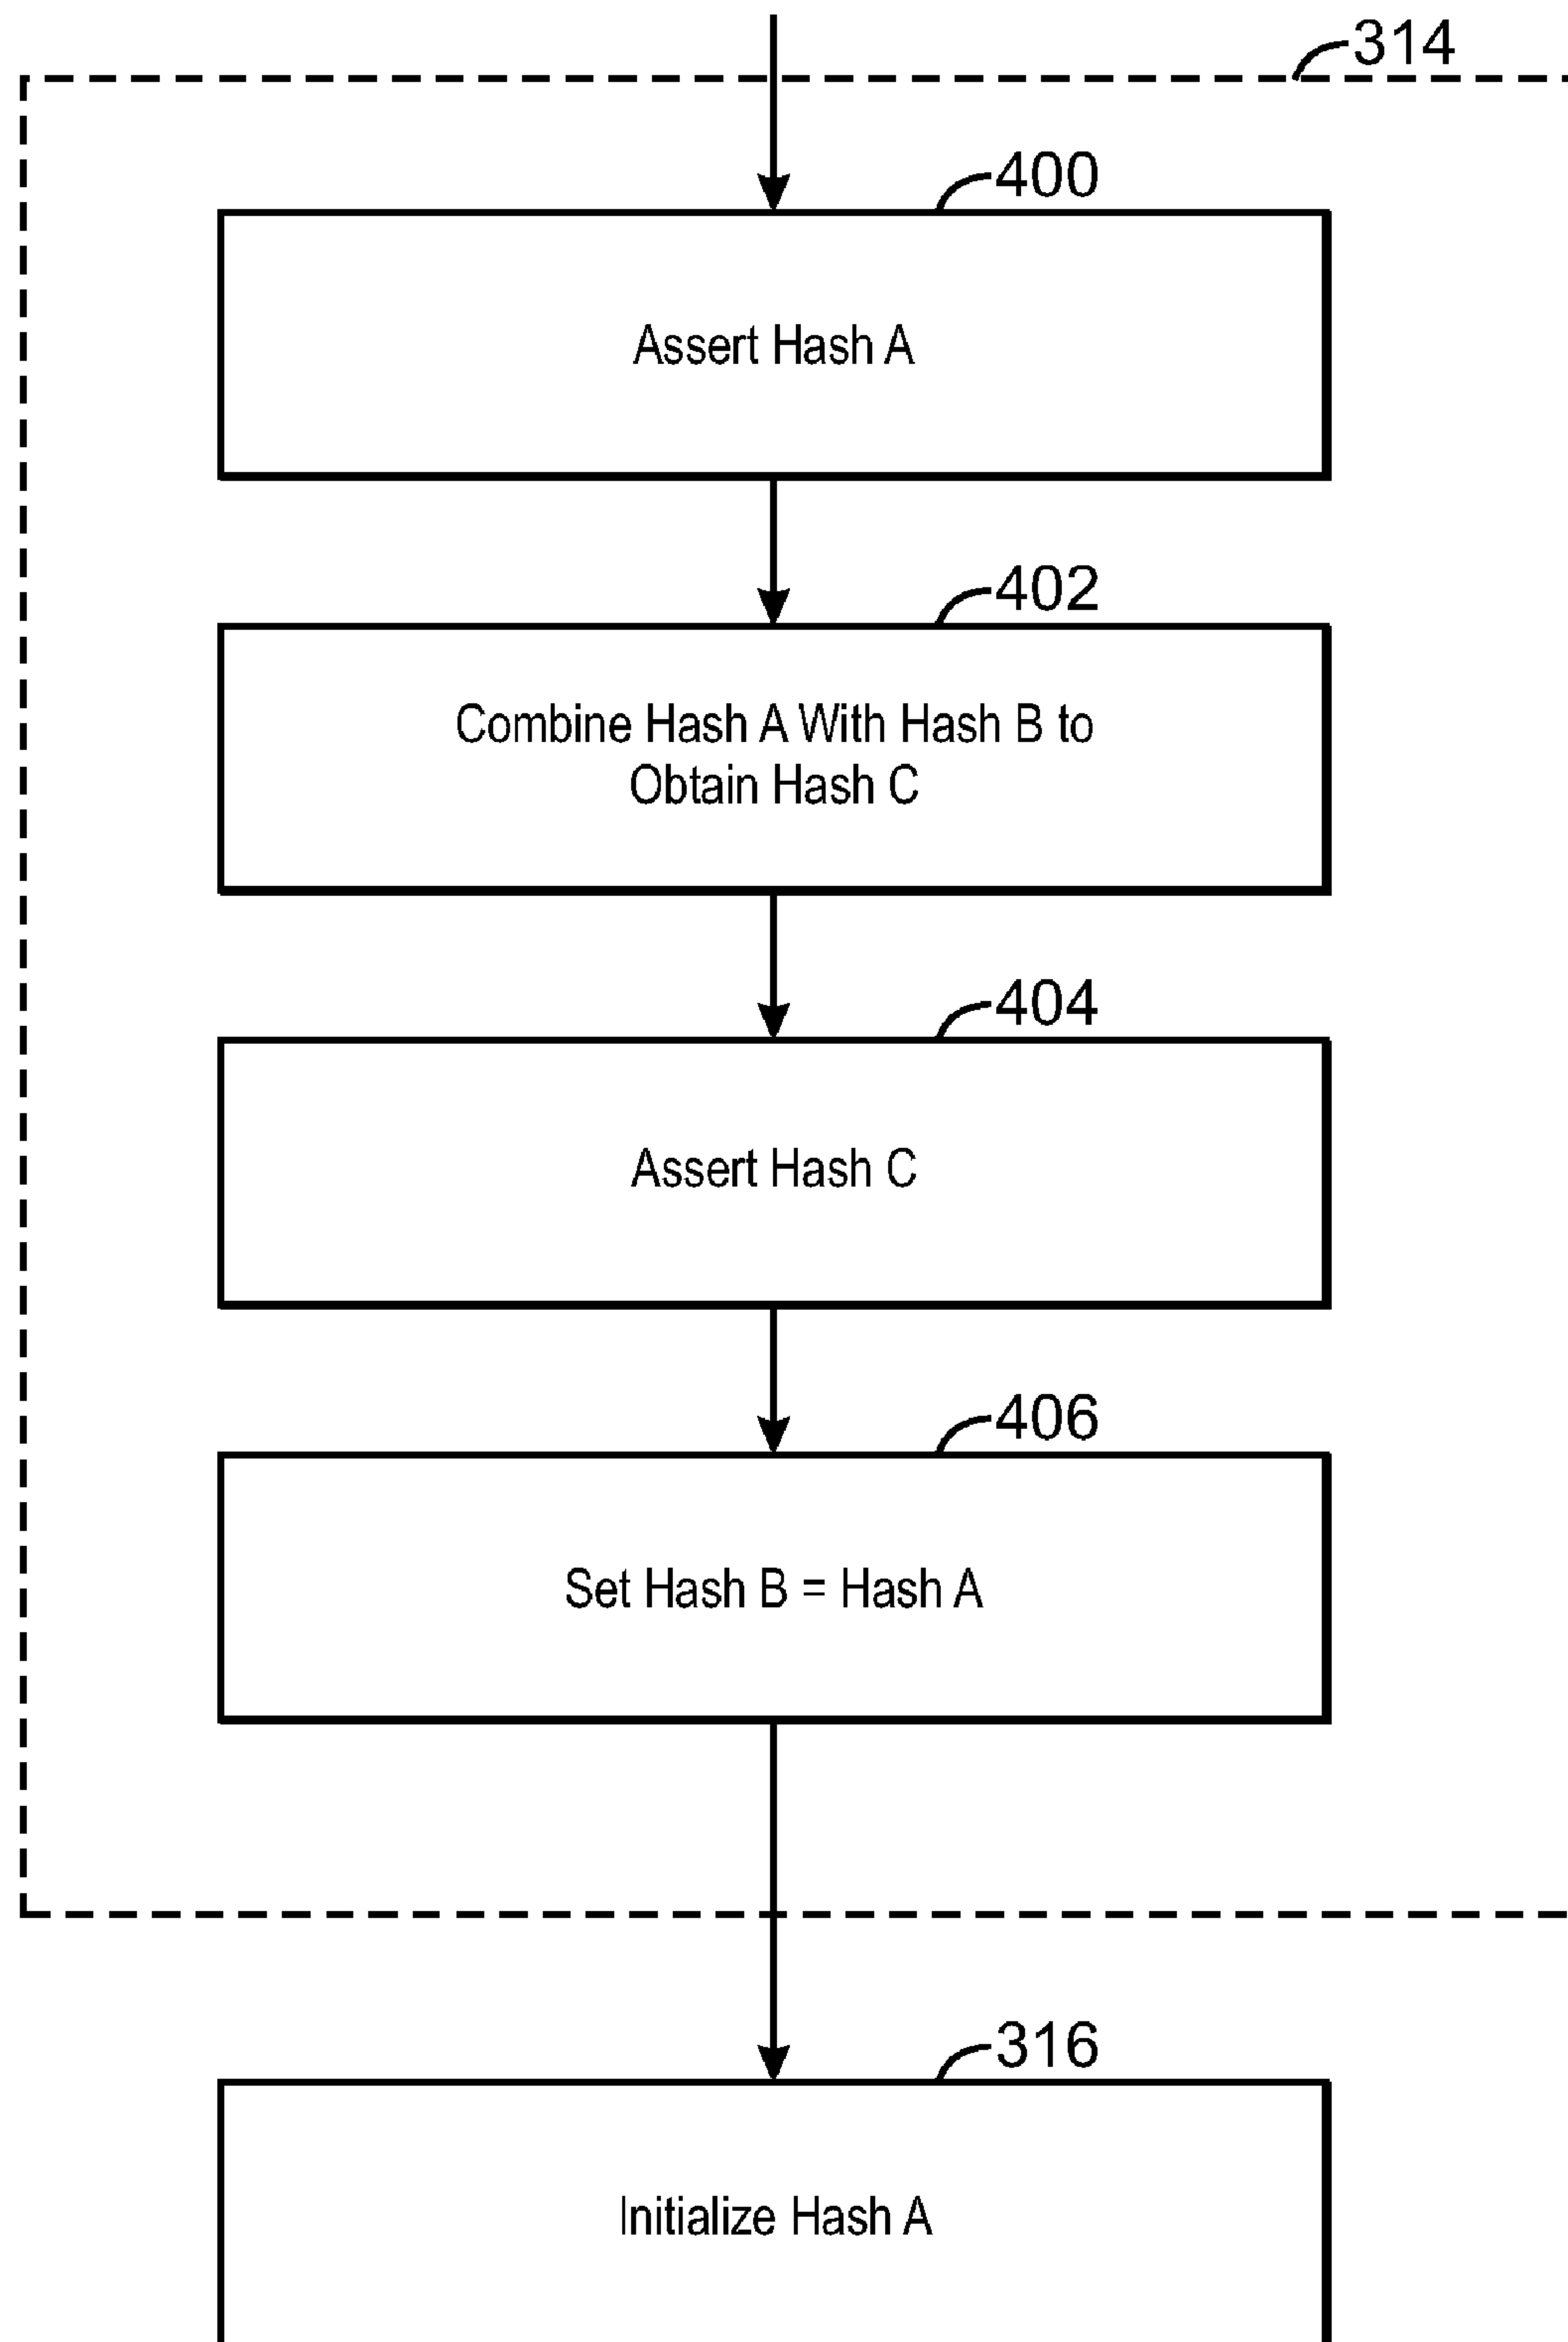 314
400
Assert Hash A
402
Combine Hash A With Hash B to
Obtain Hash C
404
Assert Hash C
406
Set Hash B = Hash A
316
Initialize Hash A